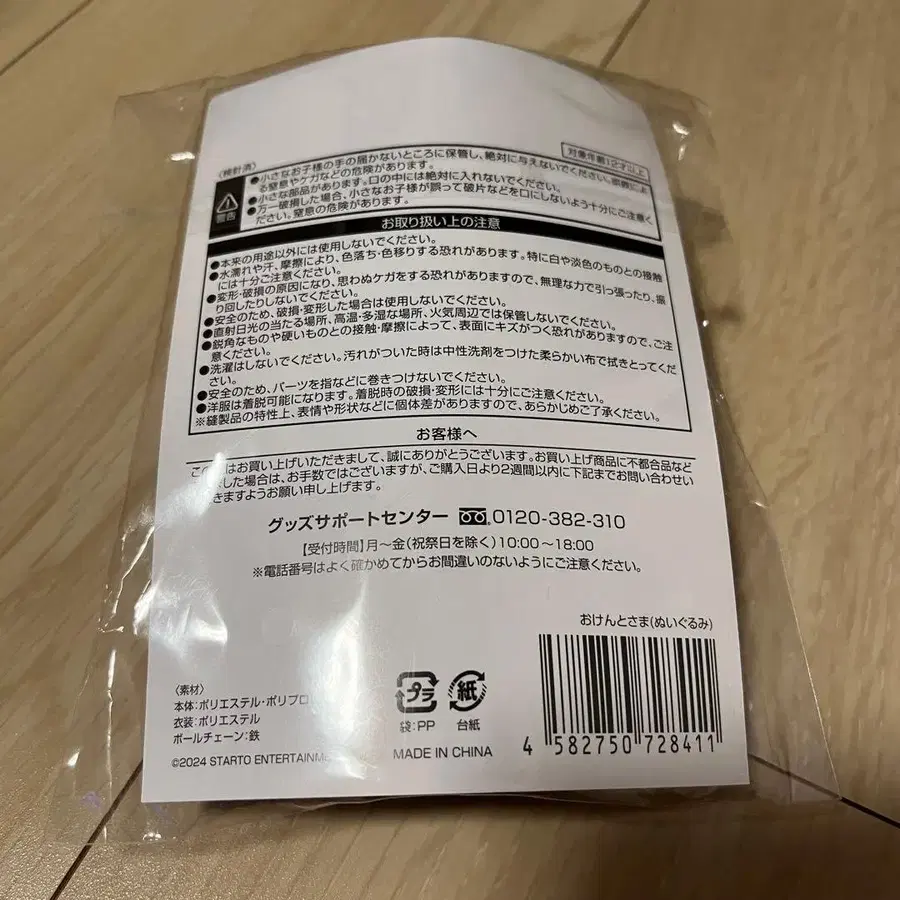 〈検針済〉
対象年齢12才以上
警告
●小さなお子様の手の届かないところに保管し、絶対に与えないでください。誤飲によ
る窒息やケガなどの危険があります。
●小さな部品があります。口の中には絶対に入れないでください。
●万一破損した場合、小さなお子様が誤って破片などを口にしないよう十分にご注意く
ださい。窒息の危険があります。
お取り扱い上の注意
●本来の用途以外には使用しないでください。
●水濡れや汗、摩擦により、色落ち・色移りする恐れがあります。特に白や淡色のものとの接触
には十分ご注意ください。
●変形・破損の原因になり、思わぬケガをする恐れがありますので、無理な力で引っ張ったり、振
り回したりしないでください。
●安全のため、破損・変形した場合は使用しないでください。
●直射日光の当たる場所、高温・多湿な場所、火気周辺では保管しないでください。
●鋭角なものや硬いものとの接触・摩擦によって、表面にキズがつく恐れがありますので、ご注
意ください。
●洗濯はしないでください。汚れがついた時は中性洗剤をつけた柔らかい布で拭きとってくだ
さい。
●安全のため、パーツを指などに巻きつけないでください。
●洋服は着脱可能になります。着脱時の破損・変形には十分にご注意ください。
※縫製品の特性上、表情や形状などに個体差がありますので、あらかじめご了承ください。
お客様へ
はお買い上げいただきまして、誠にありがとうございます。お買い上げ商品に不都合品など
した場合は、お手数ではございますが、ご購入日より2週間以内に下記までお問い合わせい
きますようお願い申し上げます。
グッズサポートセンター 0120-382-310
【受付時間】月～金(祝祭日を除く)10:00～18:00
※電話番号はよく確かめてからお間違いのないようにご注意ください。
おけんとさま(ぬいぐるみ)
〈素材〉
本体:ポリエステル・ポリプロ
衣装:ポリエステル
ボールチェーン:鉄
©2024 STARTO ENTERTAINM
プラ
袋:PP
紙
台紙
MADE IN CHINA
4 582750 728411